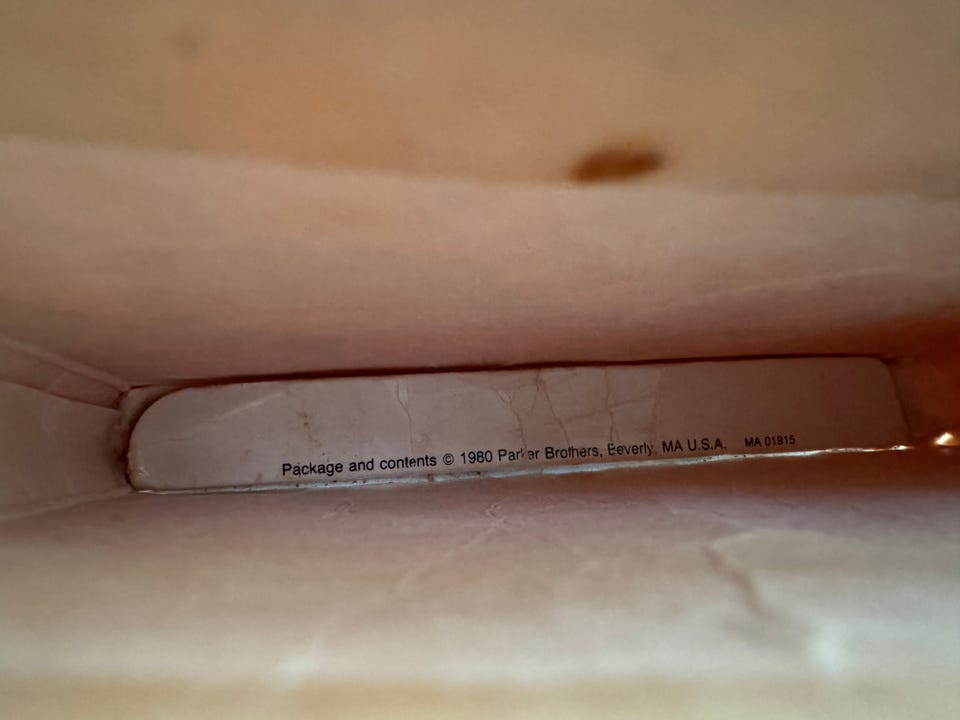 Package and contents © 1980 Parker Brothers, Beverly, MA U.S.A. MA 01915